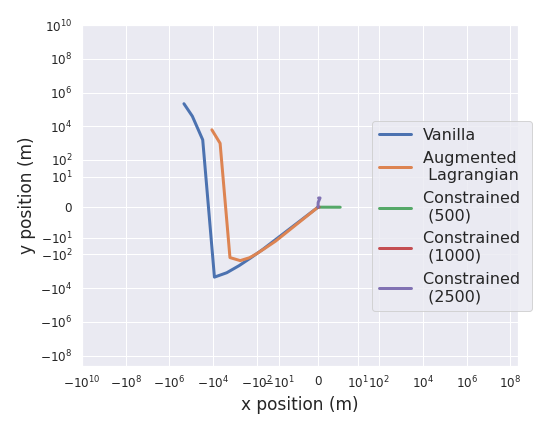 10^10
10^8
10^6
10^4
10^2
10^1
0
−10^1
−10^2
−10^4
−10^6
−10^8
y position (m)
Vanilla
Augmented
Lagrangian
Constrained
(500)
Constrained
(1000)
Constrained
(2500)
−10^10 −10^8 −10^6 −10^4 −10^2 −10^1 0 10^1 10^2 10^4 10^6 10^8
x position (m)